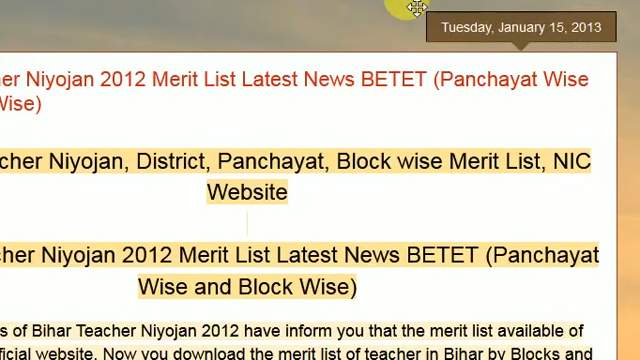 Tuesday, January 15, 2013
er Niyojan 2012 Merit List Latest News BETET (Panchayat Wise
Wise)
cher Niyojan, District, Panchayat, Block wise Merit List, NIC
Website
cher Niyojan 2012 Merit List Latest News BETET (Panchayat
Wise and Block Wise)
s of Bihar Teacher Niyojan 2012 have inform you that the merit list available of
ficial website. Now you download the merit list of teacher in Bihar by Blocks and